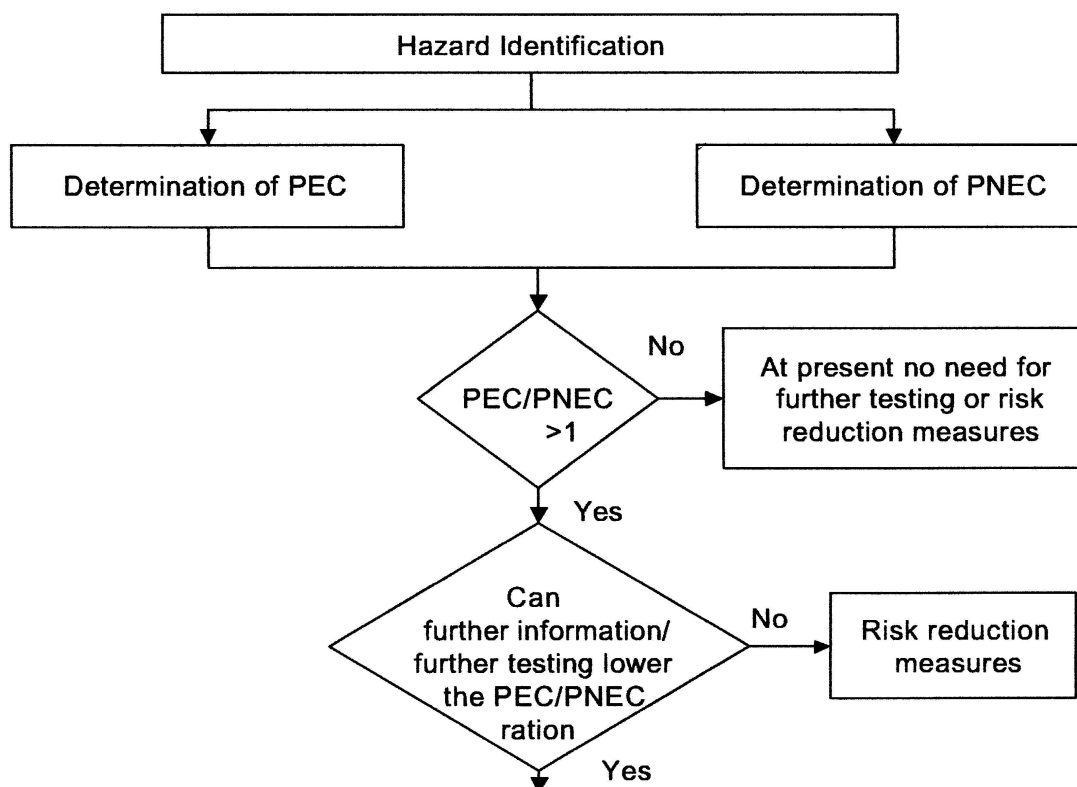 Hazard Identification
Determination of PEC
Determination of PNEC
PEC/PNEC
>1
No
At present no need for
further testing or risk
reduction measures
Yes
Can
further information/
further testing lower
the PEC/PNEC
ration
No
Risk reduction
measures
Yes